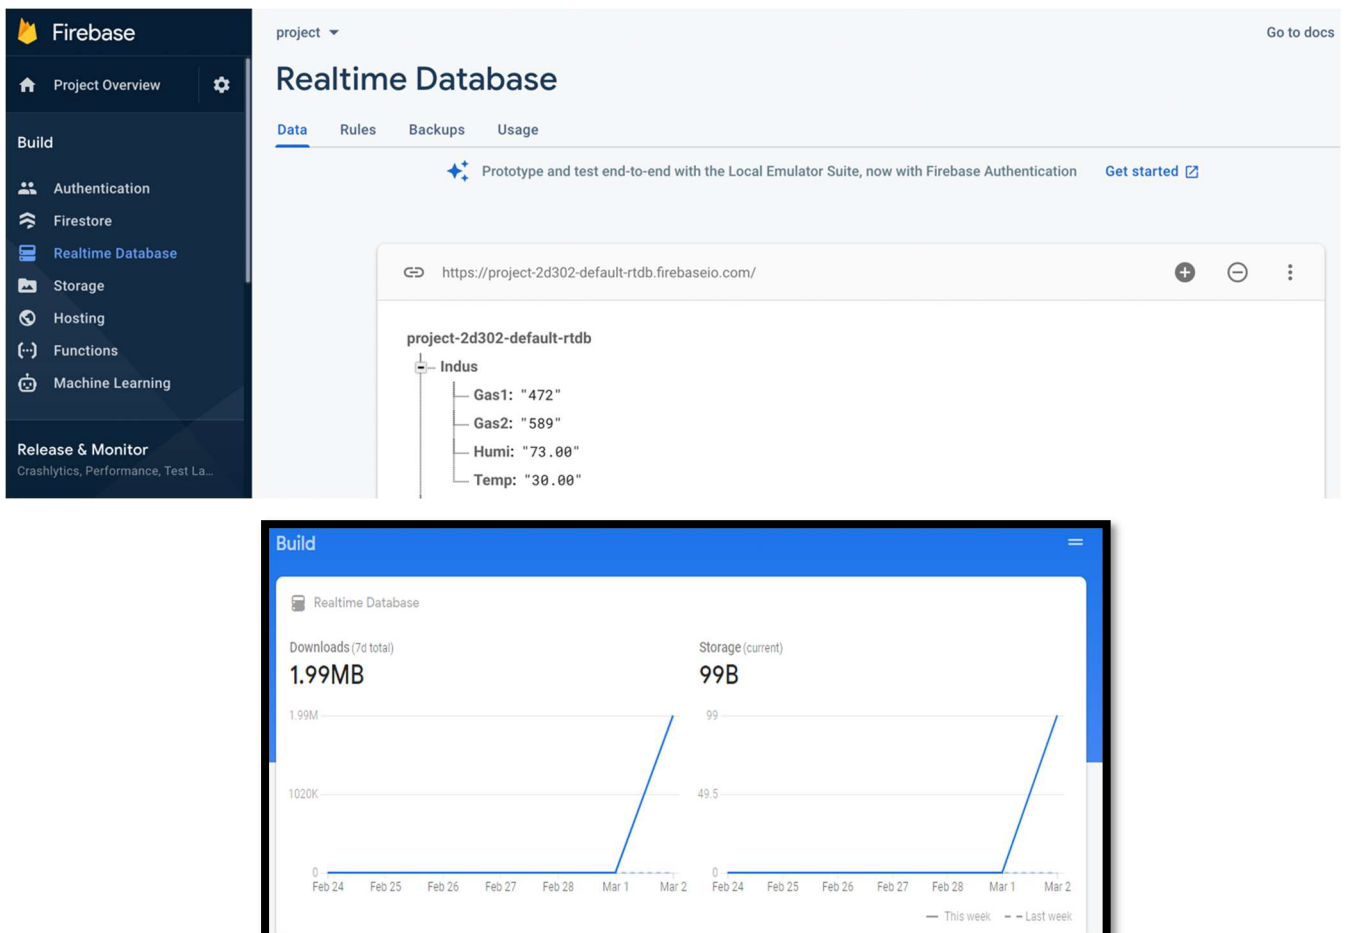 Firebase
project
Go to docs
Project Overview
Realtime Database
Data Rules Backups Usage
Build
Prototype and test end-to-end with the Local Emulator Suite, now with Firebase Authentication Get started
Authentication
Firestore
Realtime Database
Storage
Hosting
Functions
Machine Learning
Release & Monitor
Crashlytics, Performance, Test La...
https://project-2d302-default-rtdb.firebaseio.com/
project-2d302-default-rtdb
Indus
Gas1: "472"
Gas2: "589"
Humi: "73.00"
Temp: "30.00"
Build
Realtime Database
Downloads (7d total)
1.99MB
1.99M
1020K
0
Feb 24 Feb 25 Feb 26 Feb 27 Feb 28 Mar 1 Mar 2
Storage (current)
99B
99
49.5
0
Feb 24 Feb 25 Feb 26 Feb 27 Feb 28 Mar 1 Mar 2
This week Last week